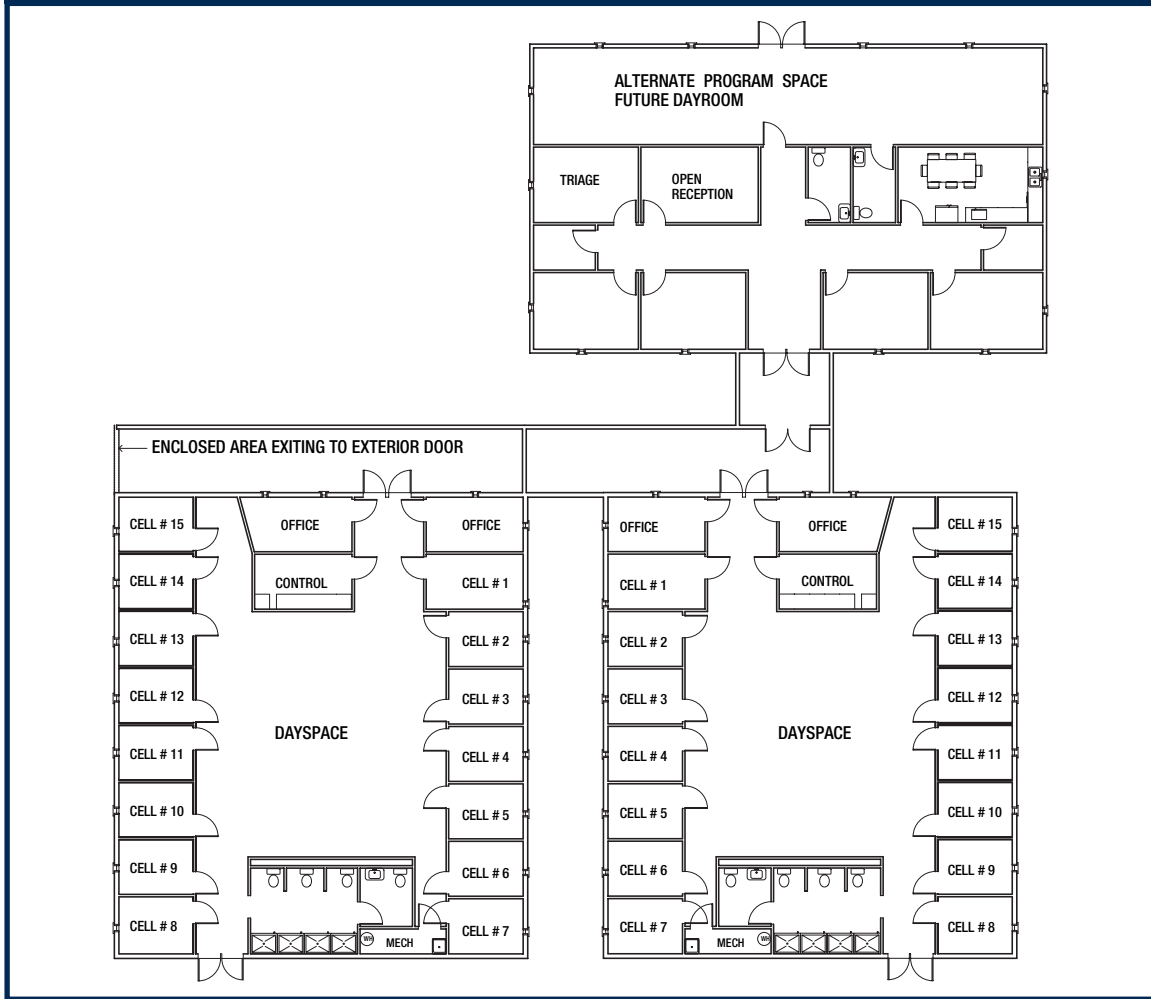 ALTERNATE PROGRAM SPACE
FUTURE DAYROOM
TRIAGE
OPEN
RECEPTION
ENCLOSED AREA EXITING TO EXTERIOR DOOR
CELL # 15
OFFICE
OFFICE
OFFICE
OFFICE
CELL # 15
CELL # 14
CONTROL
CELL # 1
CELL # 1
CONTROL
CELL # 14
CELL # 13
CELL # 2
CELL # 2
CELL # 13
CELL # 12
CELL # 3
CELL # 3
CELL # 12
DAYSPACE
DAYSPACE
CELL # 11
CELL # 4
CELL # 4
CELL # 11
CELL # 10
CELL # 5
CELL # 5
CELL # 10
CELL # 9
CELL # 6
CELL # 6
CELL # 9
CELL # 8
WH
MECH
CELL # 7
CELL # 7
MECH
WH
CELL # 8